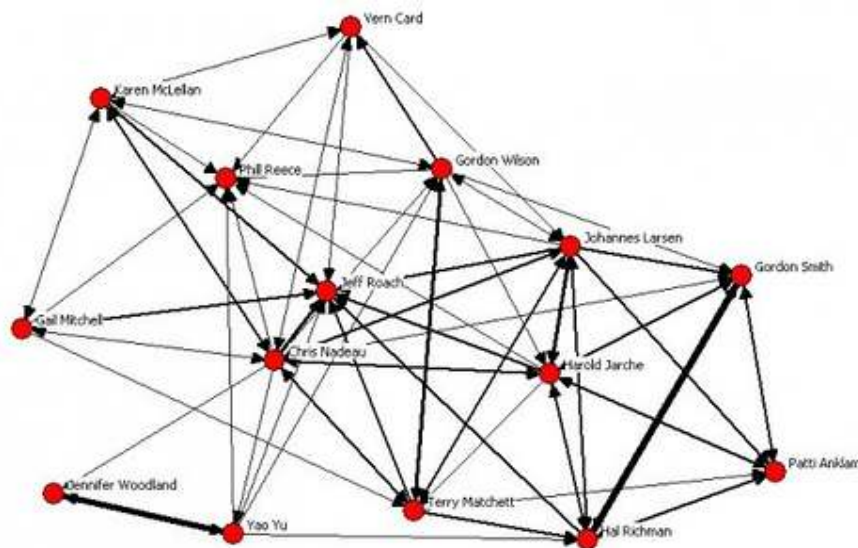 Vern Card
Karen McLellan
Gordon Wilson
Phill Reece
Johannes Larsen
Gordon Smith
Jeff Roach
Gail Mitchell
Chris Nadeau
Harold Jarche
Patti Anklam
Jennifer Woodland
Terry Matchett
Yao Yu
Hal Richman